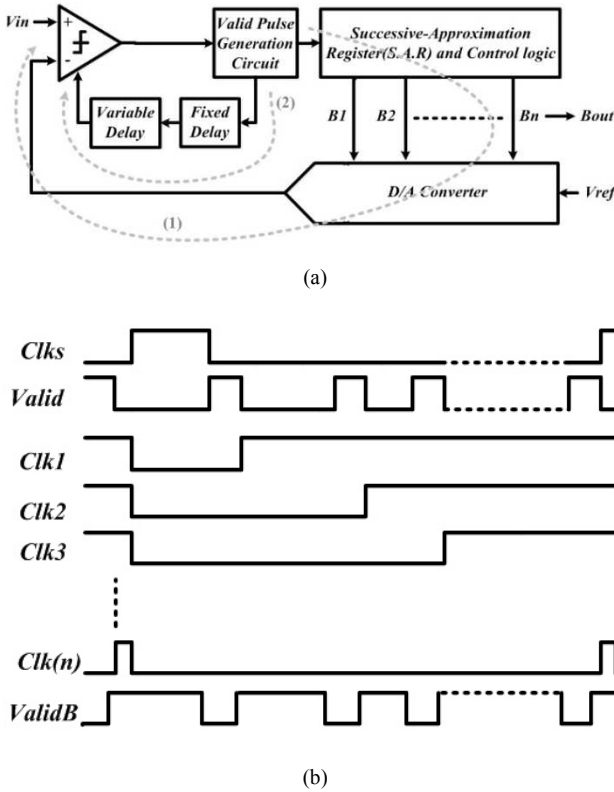 Vin
+
-
Valid Pulse
Generation
Circuit
Successive-Approximation
Register(S.A.R) and Control logic
Variable
Delay
Fixed
Delay
(2)
B1
B2
Bn
Bout
D/A Converter
Vref
(1)
(a)
Clks
Valid
Clk1
Clk2
Clk3
Clk(n)
ValidB
(b)